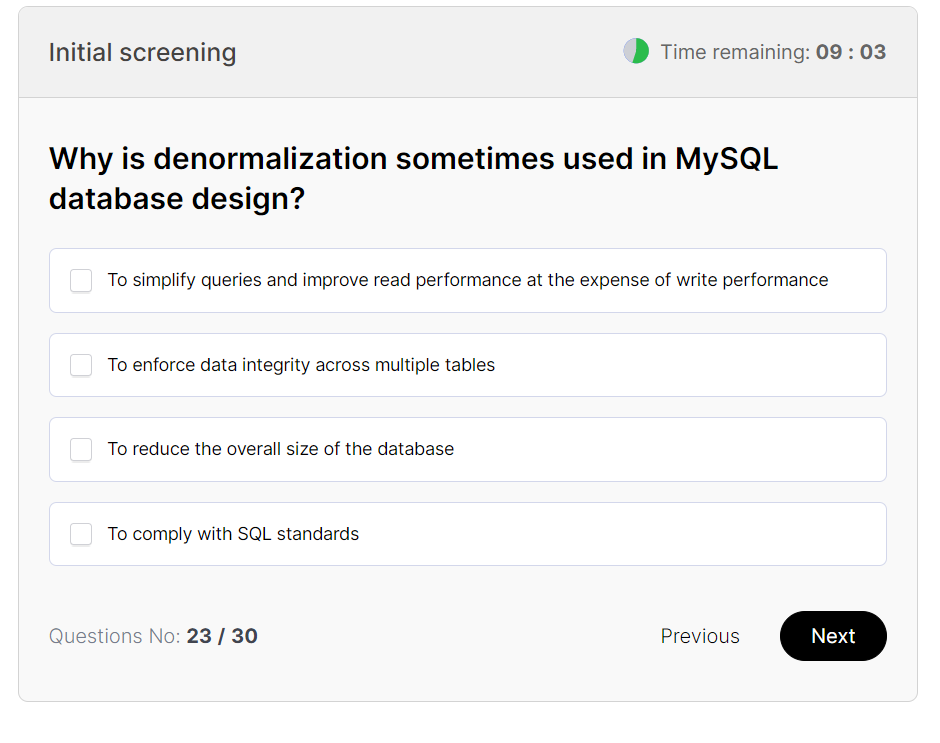 Initial screening
Time remaining: 09 : 03
Why is denormalization sometimes used in MySQL
database design?
To simplify queries and improve read performance at the expense of write performance
To enforce data integrity across multiple tables
To reduce the overall size of the database
To comply with SQL standards
Questions No: 23 / 30
Previous
Next